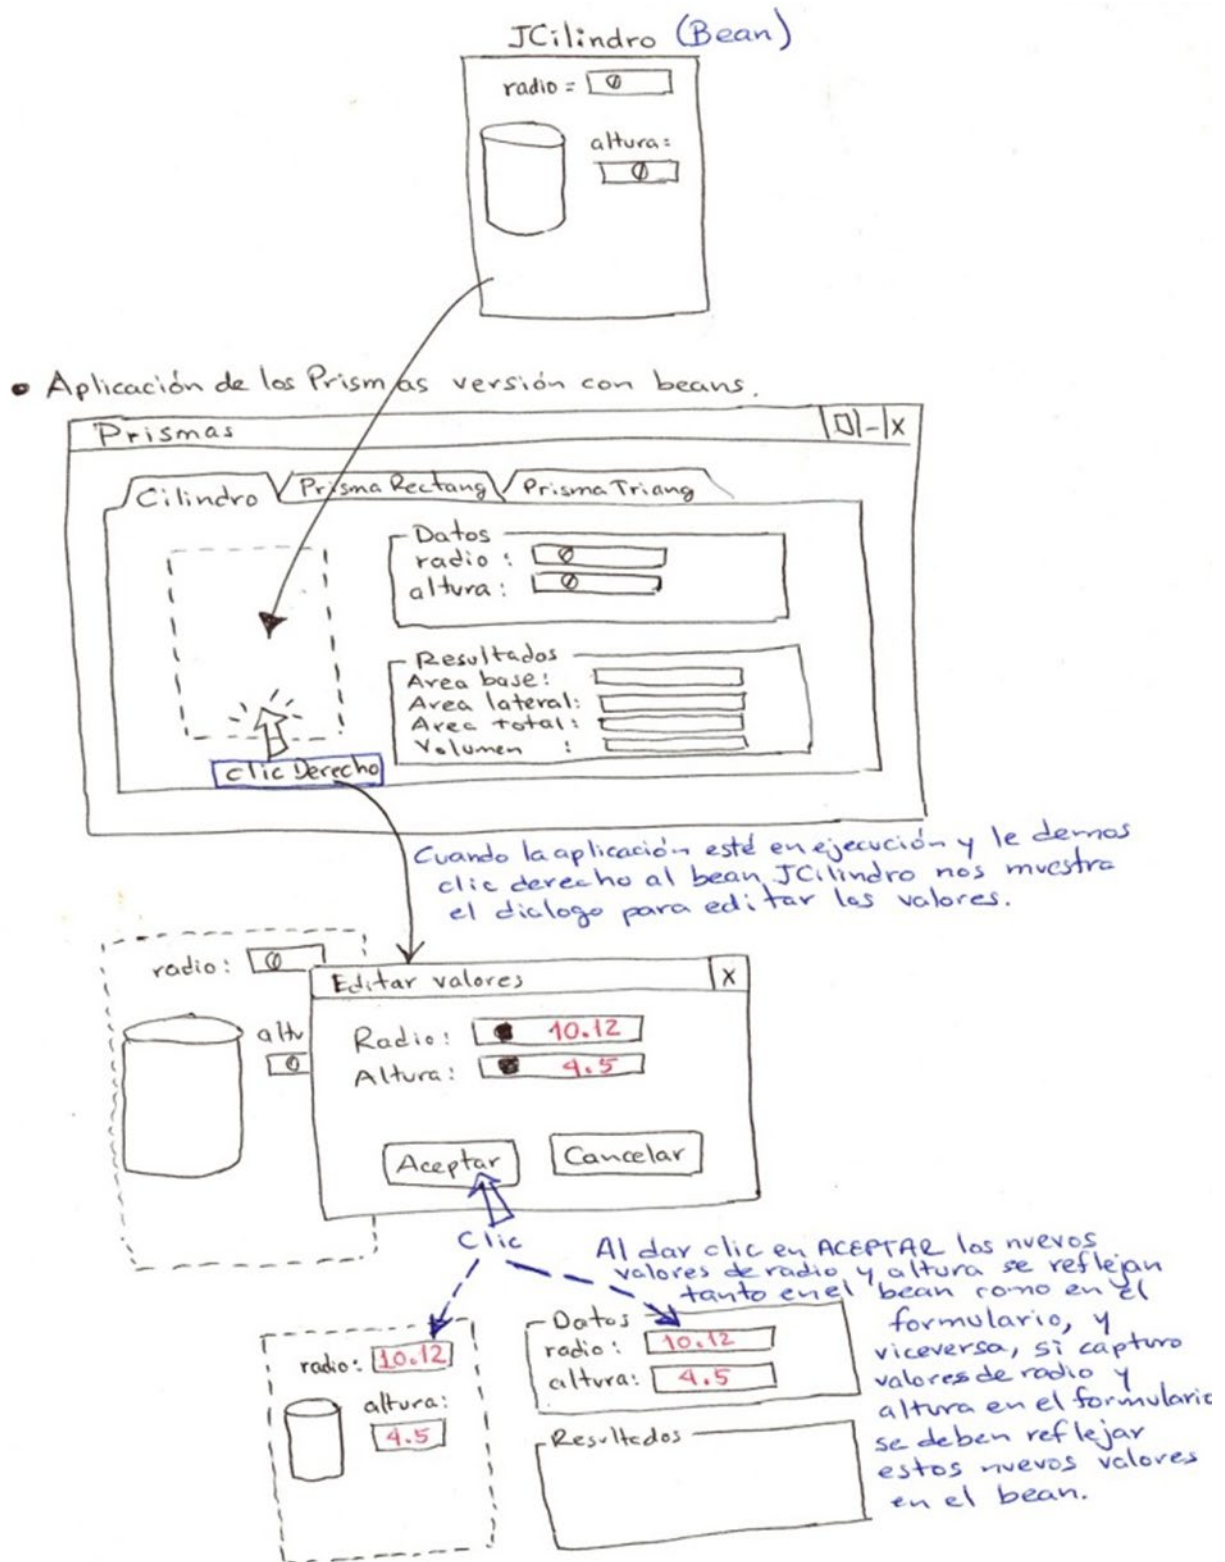 JCilindro (Bean)
radio = 0
altura:
0
• Aplicación de los Prismas versión con beans.
Prismas
Cilindro Prisma Rectang Prisma Triang
Datos
radio : 0
altura : 0
Resultados
Area base:
Area lateral:
Area total:
Volumen :
clic Derecho
Cuando la aplicación esté en ejecución y le demos
clic derecho al bean JCilindro nos muestra
el dialogo para editar los valores.
radio: 0
altu
0
Editar valores X
Radio: 10.12
Altura: 4.5
Aceptar Cancelar
Clic
Al dar clic en ACEPTAR los nuevos
valores de radio y altura se reflejan
tanto en el bean como en el
formulario, y
viceversa, si capturo
valores de radio y
altura en el formulario
se deben reflejar
estos nuevos valores
en el bean.
radio: 10.12
altura:
4.5
Datos
radio: 10.12
altura: 4.5
Resultados